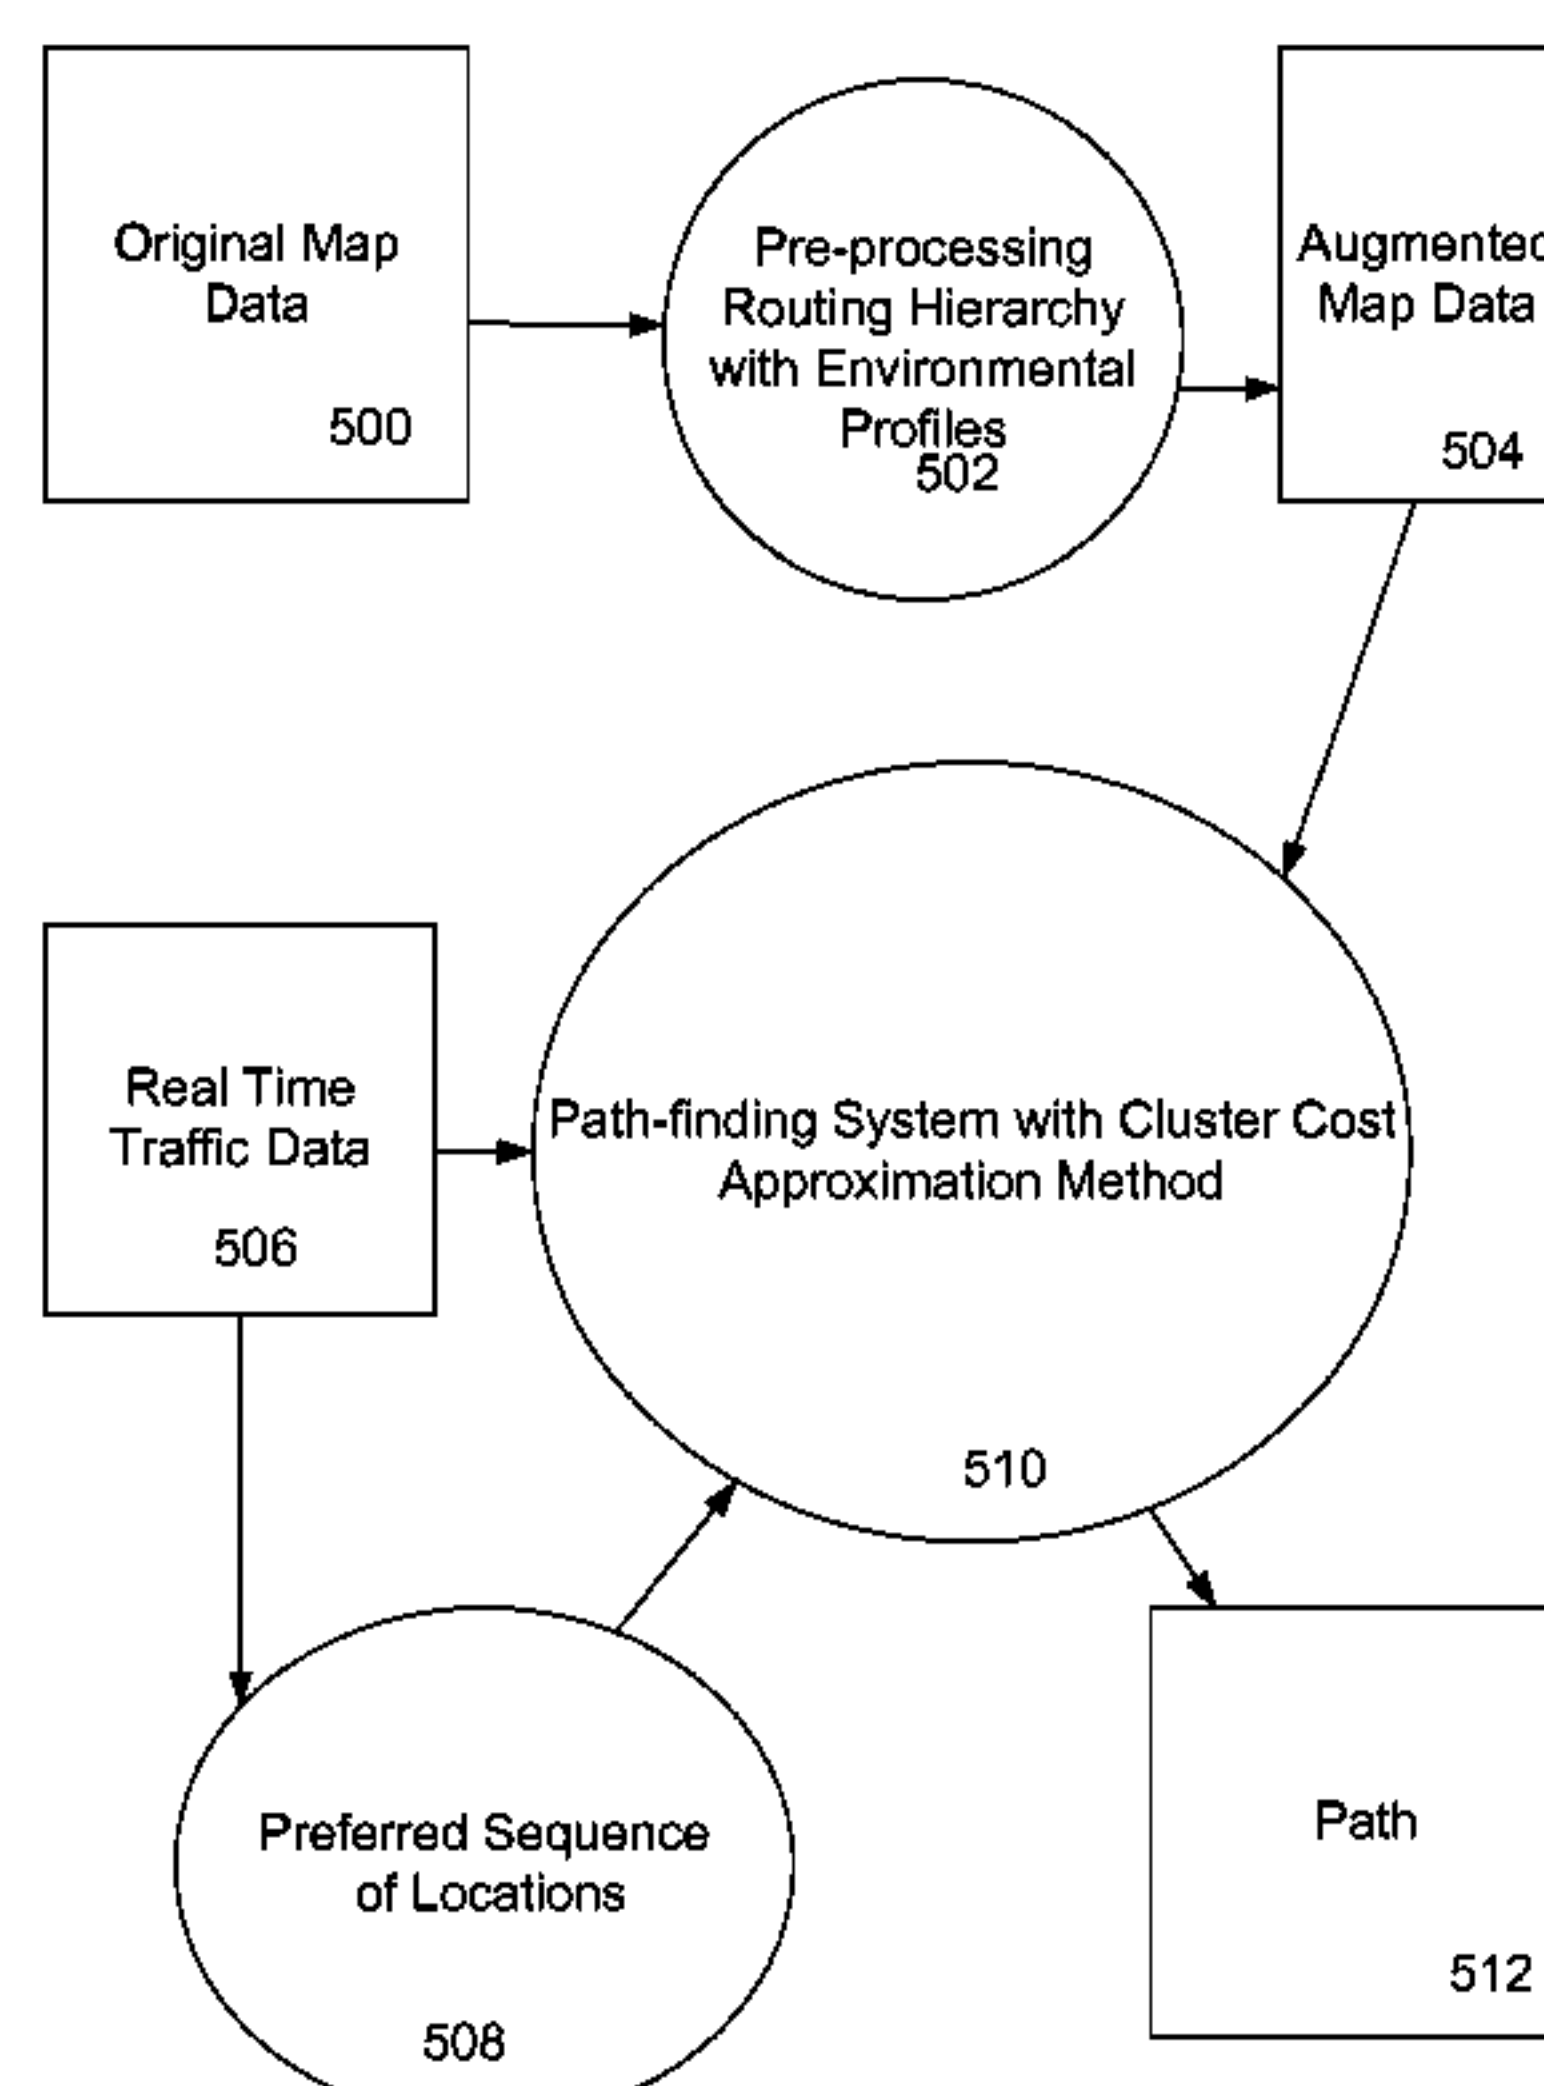 Original Map
Data
500
Pre-processing
Routing Hierarchy
with Environmental
Profiles
502
Augmented
Map Data
504
Real Time
Traffic Data
506
Path-finding System with Cluster Cost
Approximation Method
510
Preferred Sequence
of Locations
508
Path
512